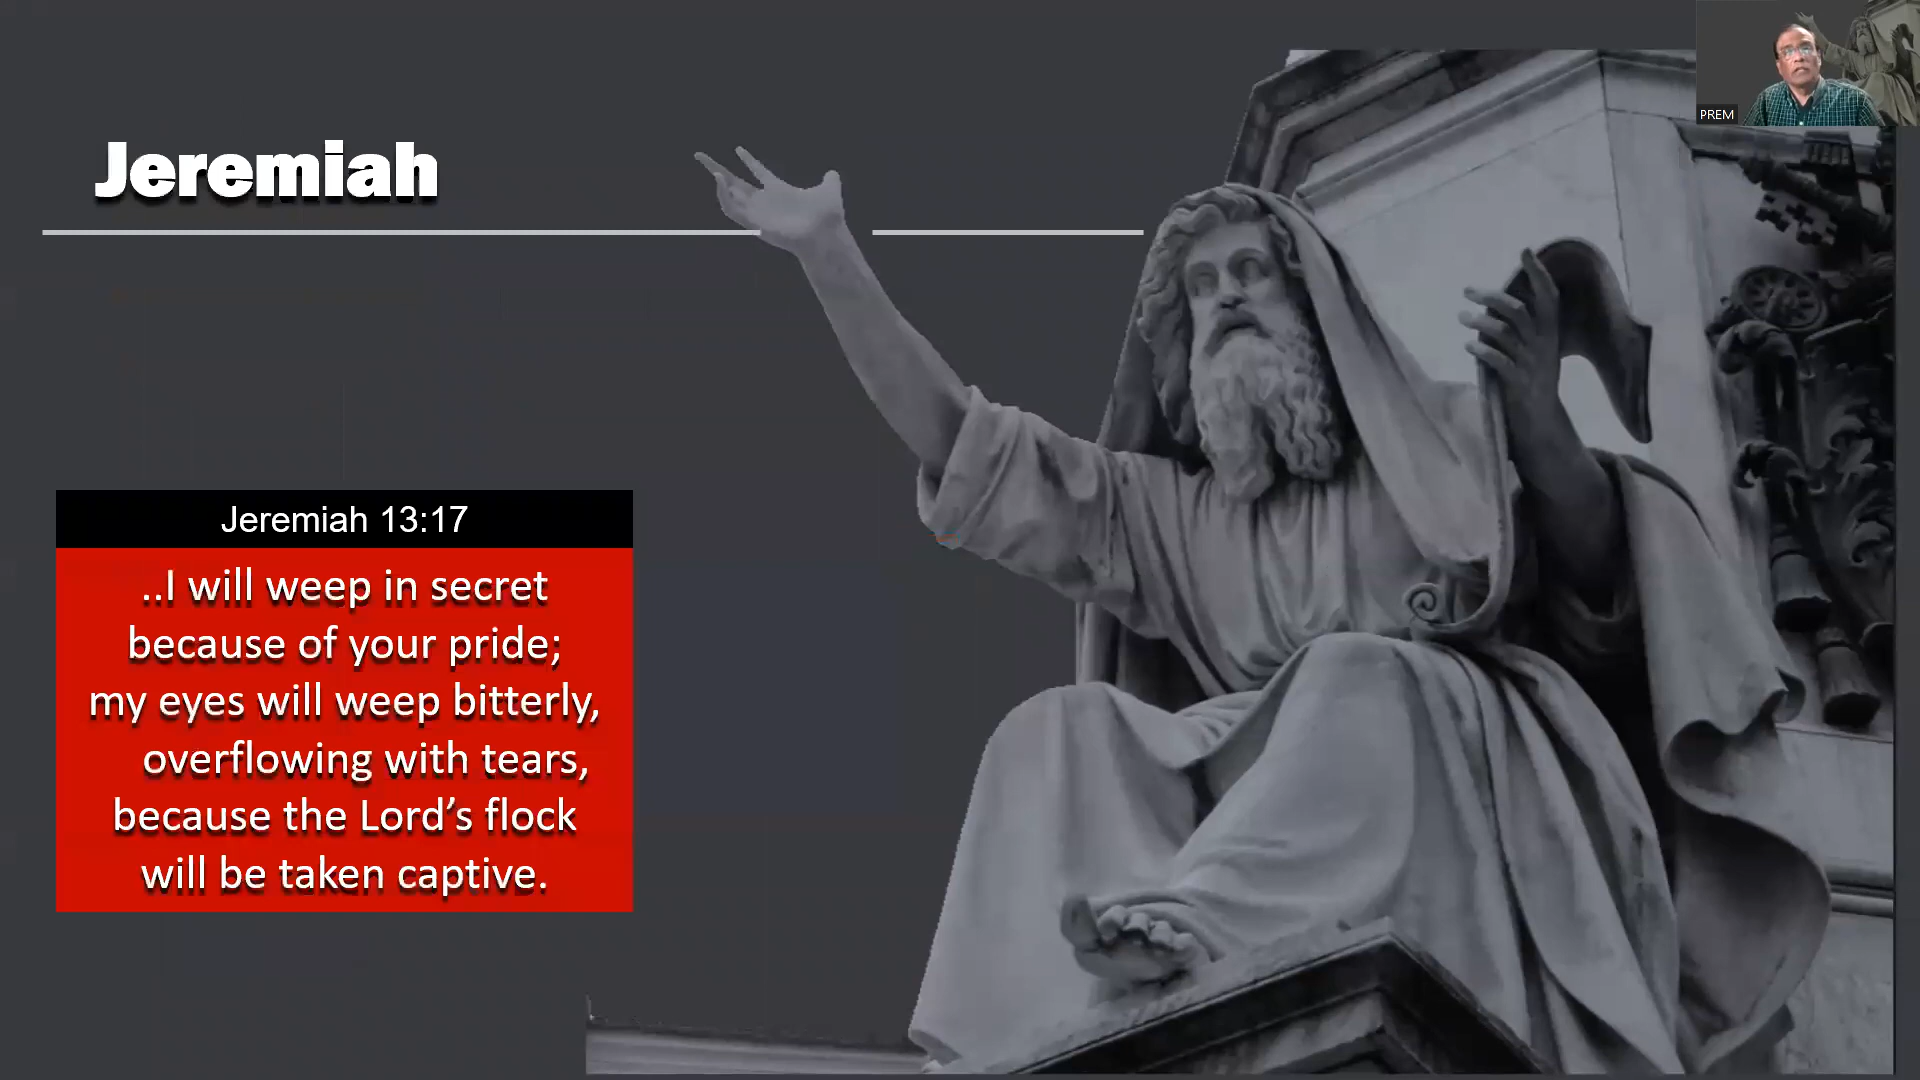 PREM
Jeremiah
Jeremiah 13:17
..I will weep in secret
because of your pride;
my eyes will weep bitterly,
overflowing with tears,
because the Lord’s flock
will be taken captive.